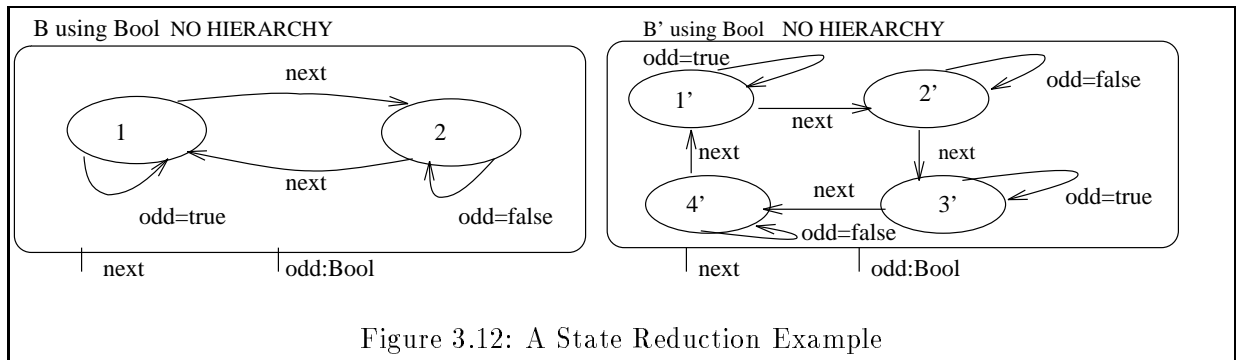 B using Bool NO HIERARCHY
next
1
2
next
odd=true
odd=false
next
odd:Bool
B' using Bool NO HIERARCHY
odd=true
1'
2'
odd=false
next
next
next
4'
next
3'
odd=true
odd=false
next
odd:Bool
Figure 3.12: A State Reduction Example